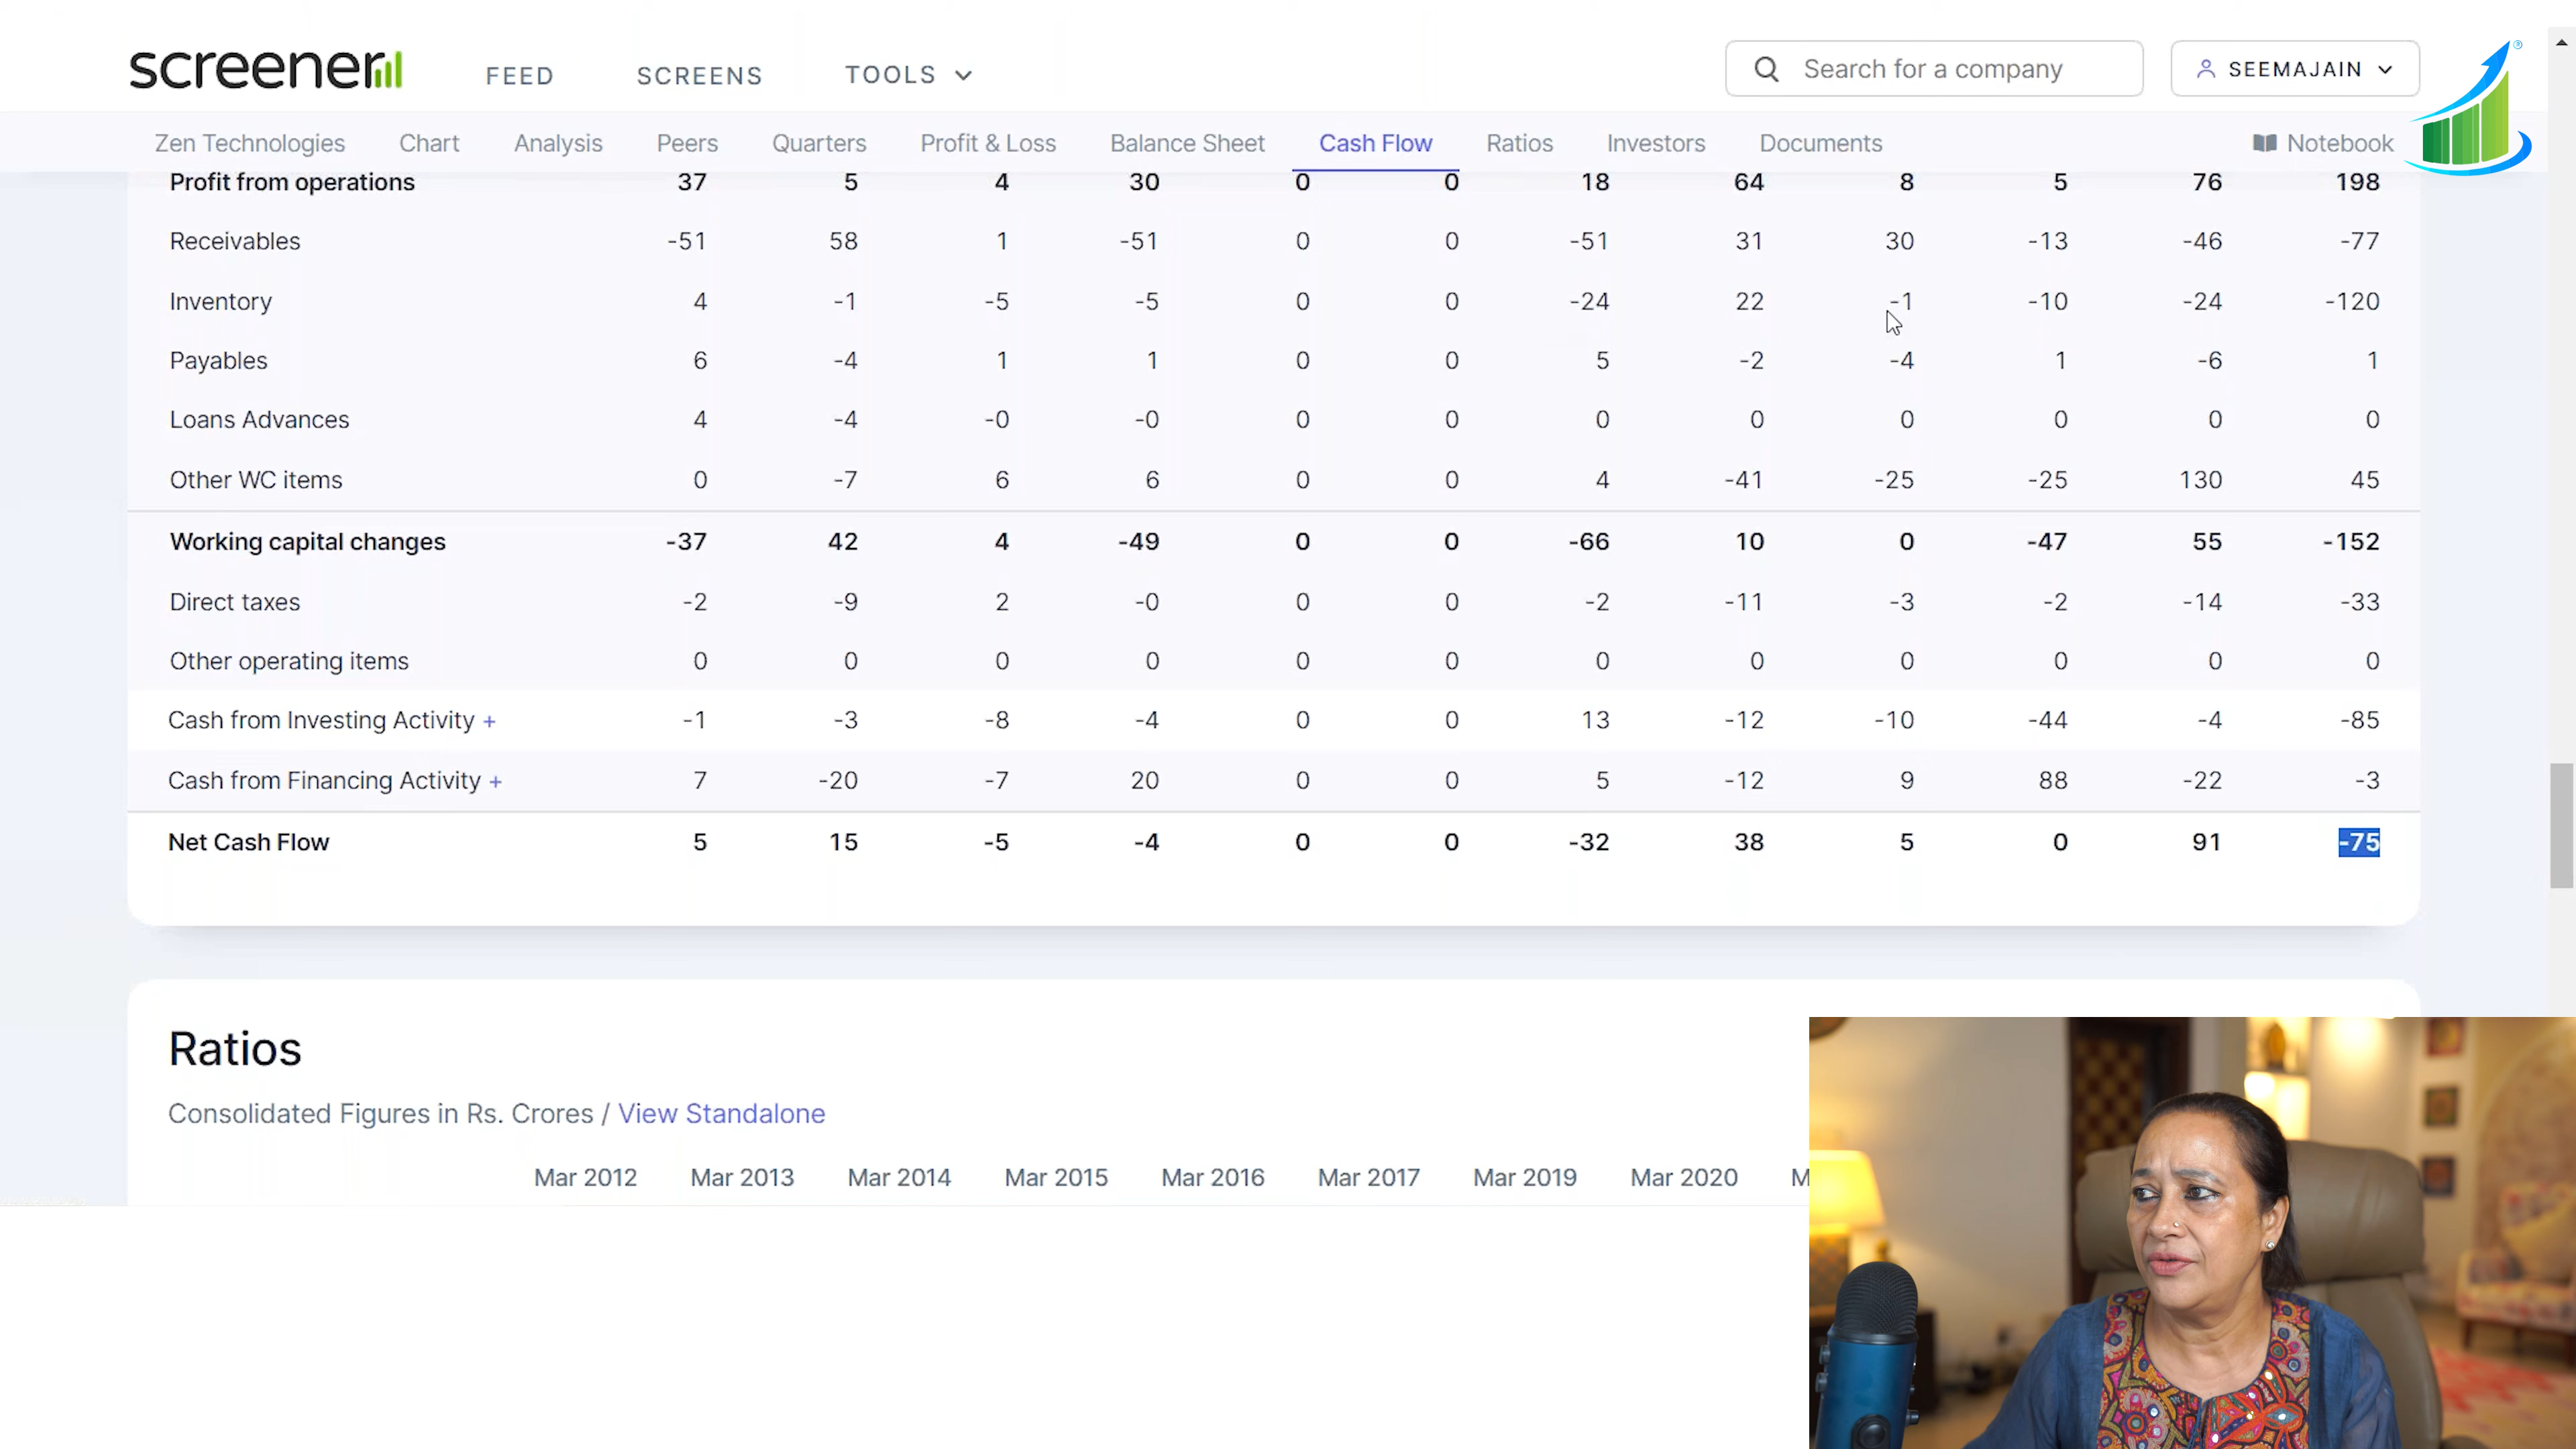 screener FEED SCREENS TOOLS Search for a company SEEMAJAIN
Zen Technologies Chart Analysis Peers Quarters Profit & Loss Balance Sheet Cash Flow Ratios Investors Documents Notebook
Profit from operations 37 5 4 30 0 0 18 64 8 5 76 198
Receivables -51 58 1 -51 0 0 -51 31 30 -13 -46 -77
Inventory 4 -1 -5 -5 0 0 -24 22 -1 -10 -24 -120
Payables 6 -4 1 1 0 0 5 -2 -4 1 -6 1
Loans Advances 4 -4 -0 -0 0 0 0 0 0 0 0 0
Other WC items 0 -7 6 6 0 0 4 -41 -25 -25 130 45
Working capital changes -37 42 4 -49 0 0 -66 10 0 -47 55 -152
Direct taxes -2 -9 2 -0 0 0 -2 -11 -3 -2 -14 -33
Other operating items 0 0 0 0 0 0 0 0 0 0 0 0
Cash from Investing Activity + -1 -3 -8 -4 0 0 13 -12 -10 -44 -4 -85
Cash from Financing Activity + 7 -20 -7 20 0 0 5 -12 9 88 -22 -3
Net Cash Flow 5 15 -5 -4 0 0 -32 38 5 0 91 -75
Ratios
Consolidated Figures in Rs. Crores / View Standalone
Mar 2012 Mar 2013 Mar 2014 Mar 2015 Mar 2016 Mar 2017 Mar 2019 Mar 2020 M